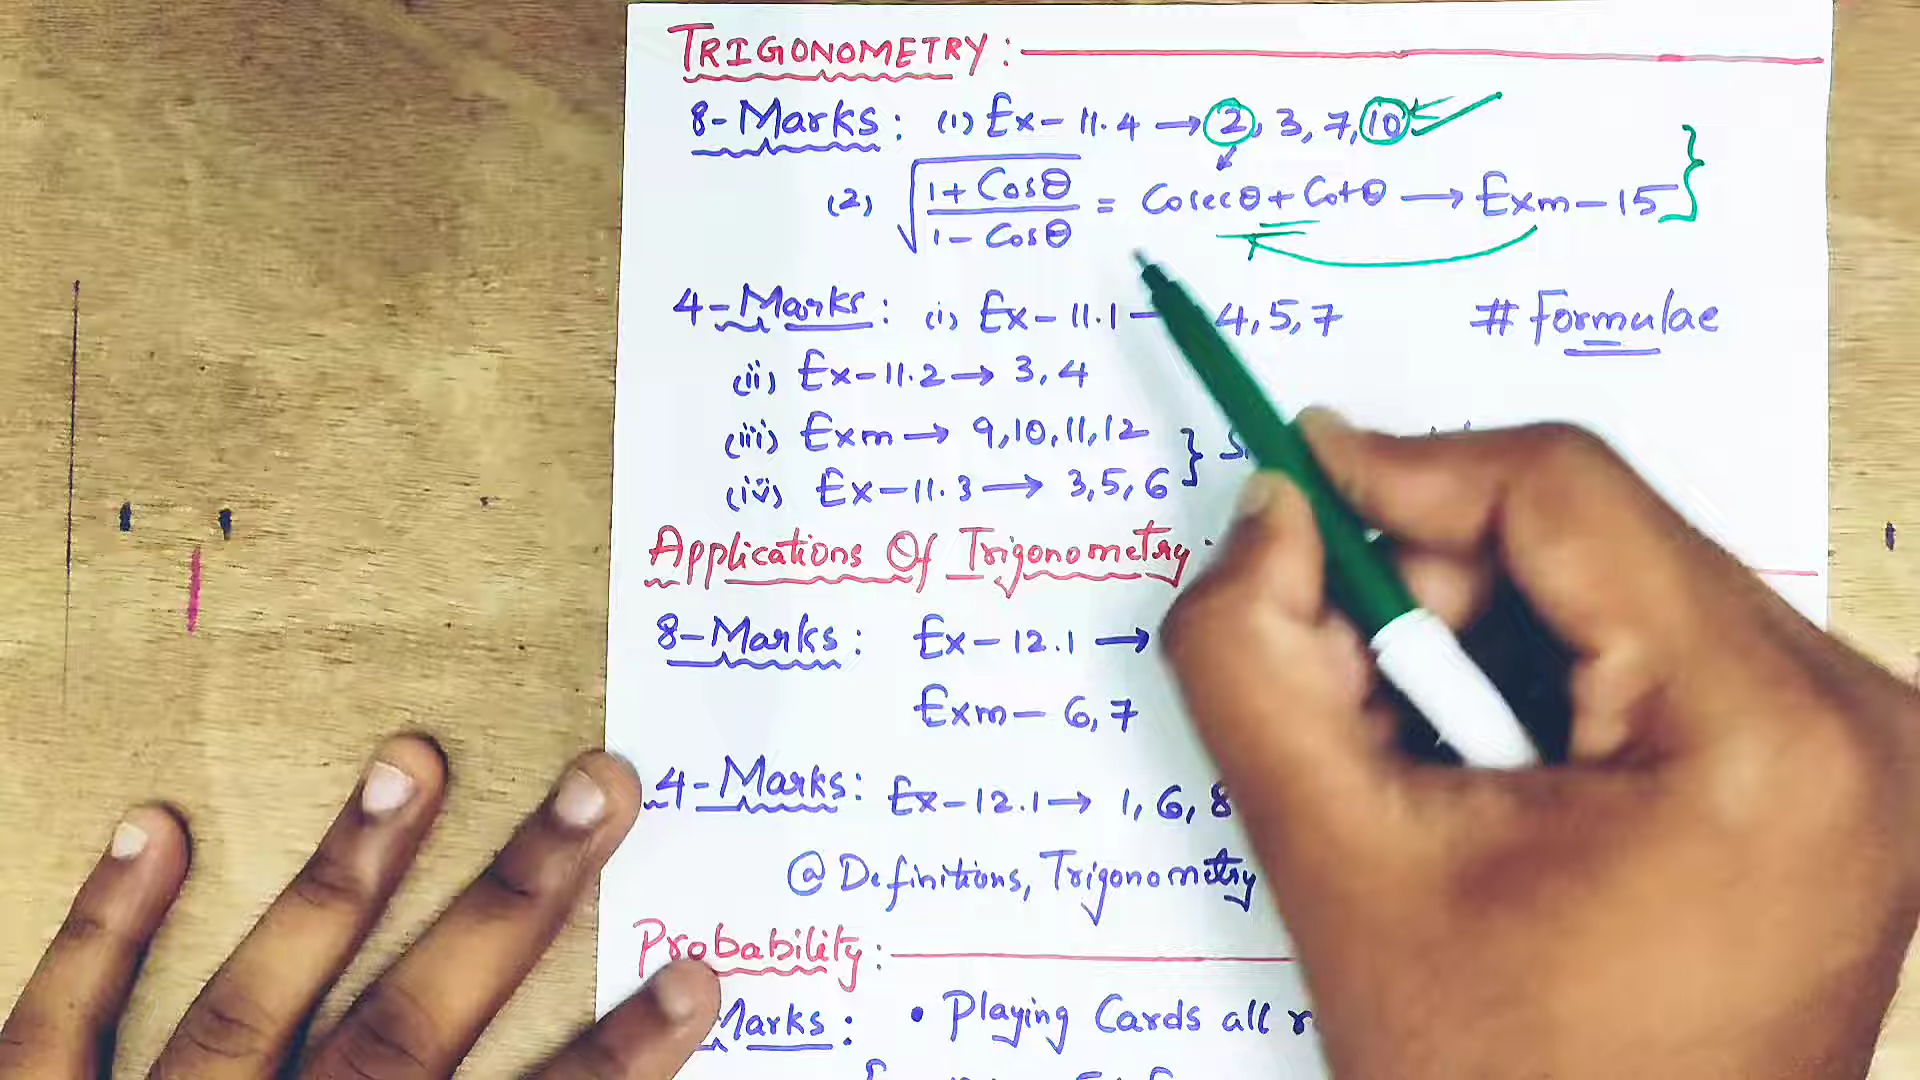 TRIGONOMETRY:
8-Marks: (1) Ex-11.4 → 2, 3, 7, 10
(2) √(1+Cosθ / 1-Cosθ) = Cosecθ + Cotθ → Exm-15
4-Marks: (i) Ex-11.1 4,5,7 # Formulae
(ii) Ex-11.2 → 3,4
(iii) Exm → 9,10,11,12
(iv) Ex-11.3 → 3,5,6
Applications Of Trigonometry
8-Marks: Ex-12.1 →
Exm- 6,7
4-Marks: Ex-12.1 → 1, 6, 8
@ Definitions, Trigonometry
Probability:
Marks: • Playing Cards all